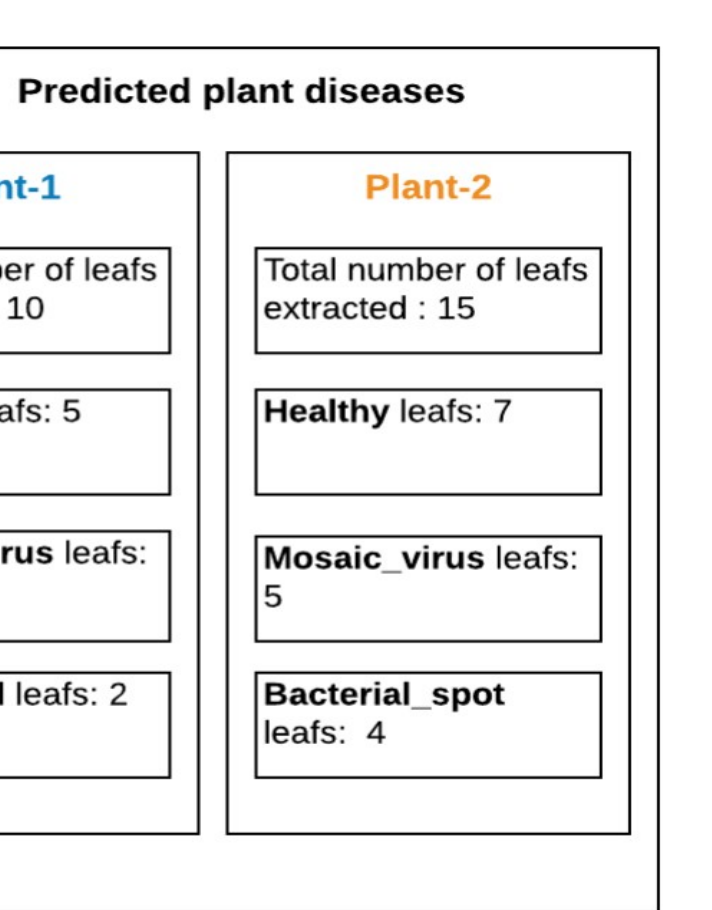 Predicted plant diseases
nt-1
er of leafs
10
afs: 5
rus leafs:
leafs: 2
Plant-2
Total number of leafs
extracted : 15
Healthy leafs: 7
Mosaic_virus leafs:
5
Bacterial_spot
leafs:  4